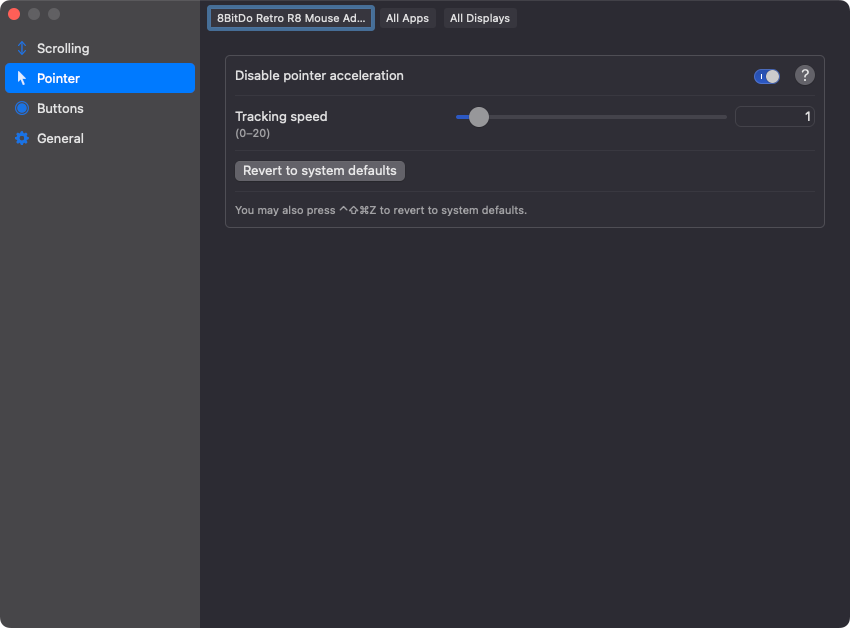 8BitDo Retro R8 Mouse Ad...
All Apps
All Displays
Scrolling
Pointer
Buttons
General
Disable pointer acceleration
?
Tracking speed
(0–20)
1
Revert to system defaults
You may also press ⌃⇧⌘Z to revert to system defaults.